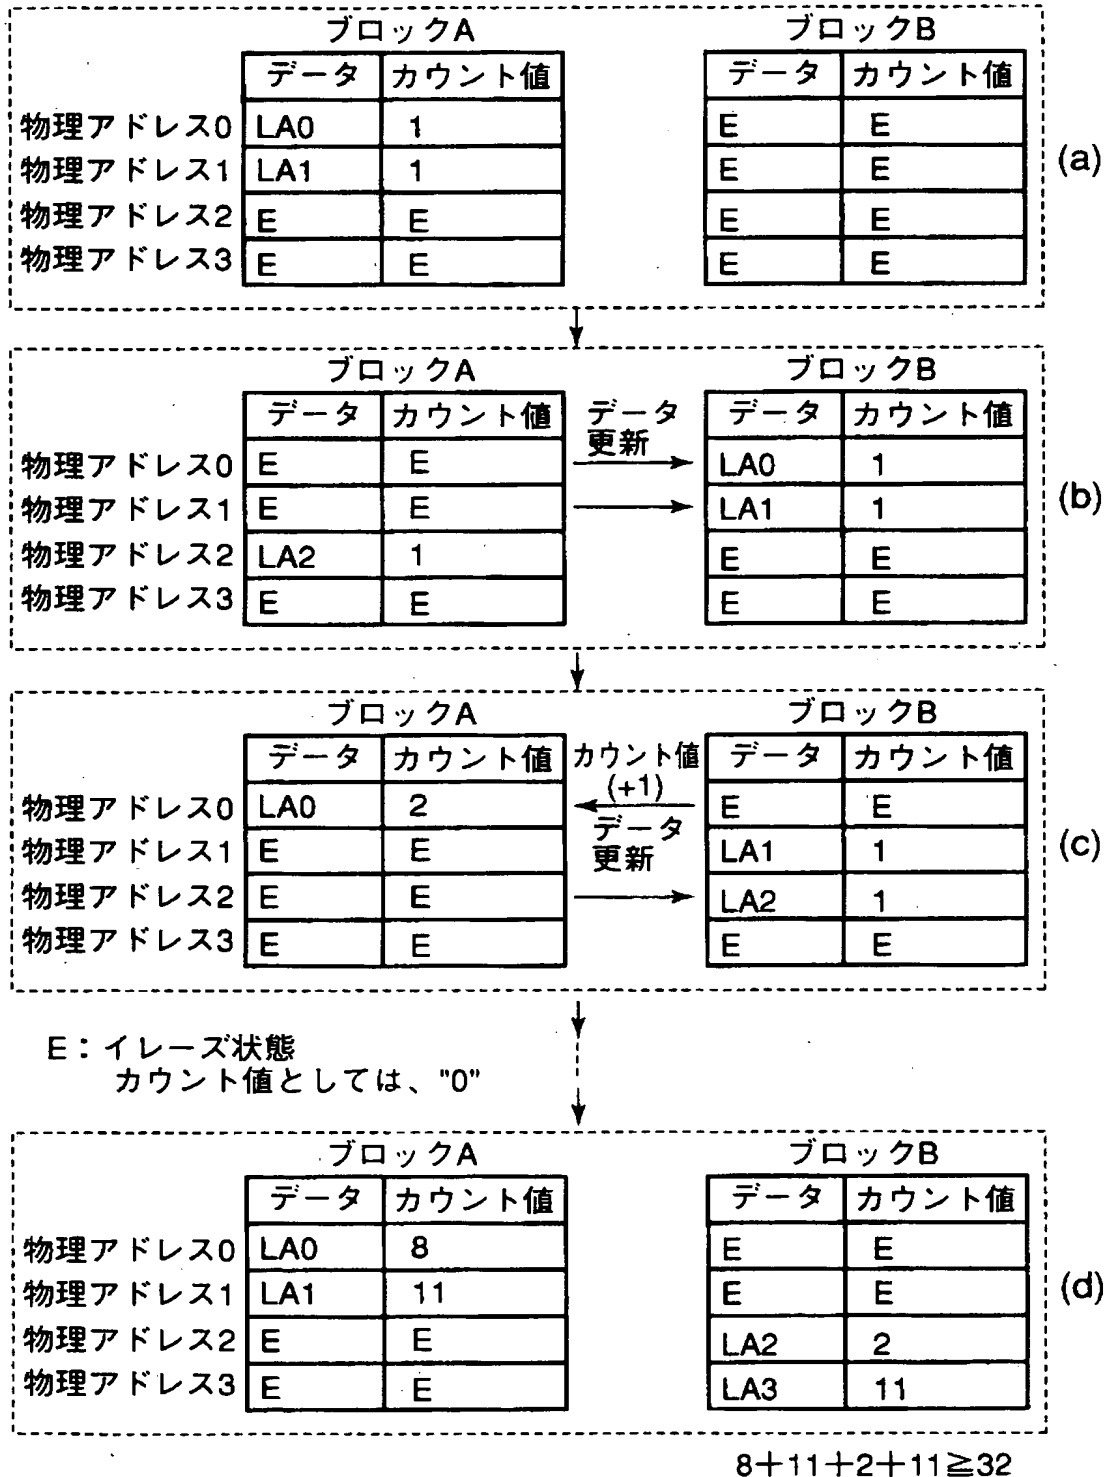 ブロックA ブロックB
データ カウント値 データ カウント値
物理アドレス0 LA0 1 E E
物理アドレス1 LA1 1 E E
物理アドレス2 E E E E
物理アドレス3 E E E E
(a)
ブロックA ブロックB
データ カウント値 データ更新 データ カウント値
物理アドレス0 E E LA0 1
物理アドレス1 E E LA1 1
物理アドレス2 LA2 1 E E
物理アドレス3 E E E E
(b)
ブロックA ブロックB
データ カウント値 カウント値 データ カウント値
物理アドレス0 LA0 2 (+1) E E
物理アドレス1 E E データ更新 LA1 1
物理アドレス2 E E LA2 1
物理アドレス3 E E E E
(c)
E：イレーズ状態
カウント値としては、"0"
ブロックA ブロックB
データ カウント値 データ カウント値
物理アドレス0 LA0 8 E E
物理アドレス1 LA1 11 E E
物理アドレス2 E E LA2 2
物理アドレス3 E E LA3 11
(d)
8+11+2+11≧32